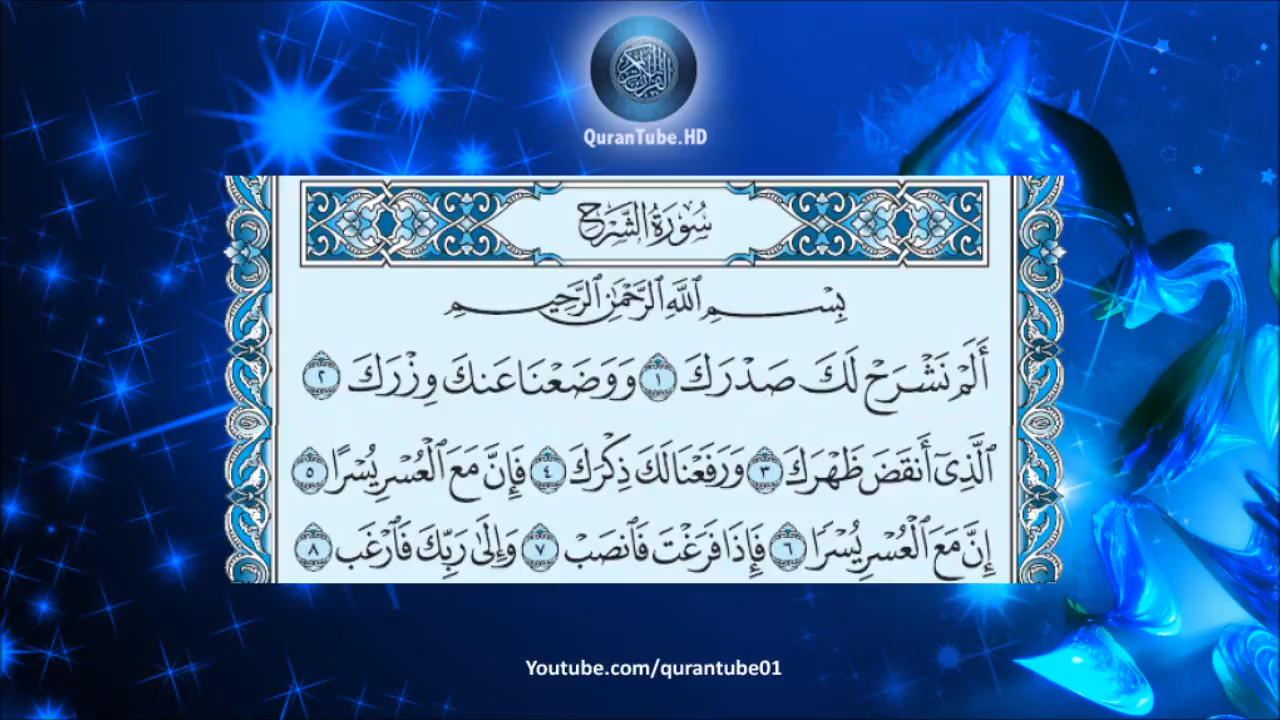 QuranTube.HD
سُورَةُ الشَّرْحِ
بِسْمِ ٱللَّهِ ٱلرَّحْمَٰنِ ٱلرَّحِيمِ
أَلَمْ نَشْرَحْ لَكَ صَدْرَكَ ١ وَوَضَعْنَا عَنكَ وِزْرَكَ ٢
ٱلَّذِىٓ أَنقَضَ ظَهْرَكَ ٣ وَرَفَعْنَا لَكَ ذِكْرَكَ ٤ فَإِنَّ مَعَ ٱلْعُسْرِ يُسْرًا ٥
إِنَّ مَعَ ٱلْعُسْرِ يُسْرًا ٦ فَإِذَا فَرَغْتَ فَٱنصَبْ ٧ وَإِلَىٰ رَبِّكَ فَٱرْغَب ٨
Youtube.com/qurantube01